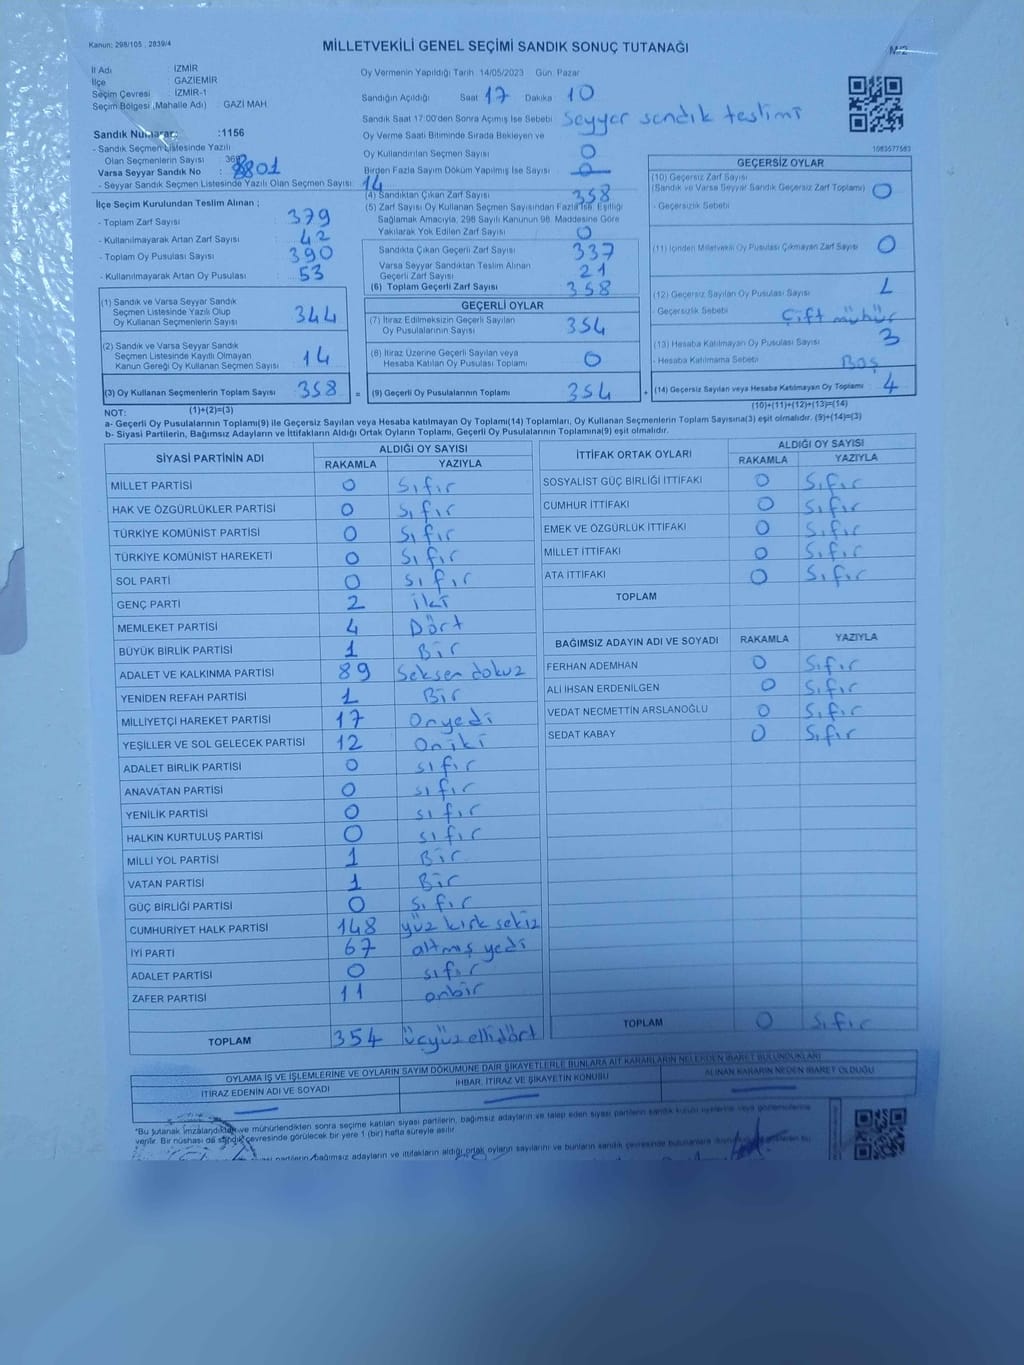 Kanun: 298/105 , 2839/4
MİLLETVEKİLİ GENEL SEÇİMİ SANDIK SONUÇ TUTANAĞI
M-2
İl Adı : İZMİR
İlçe : GAZİEMİR
Seçim Çevresi : İZMİR-1
Seçim Bölgesi (Mahalle Adı) : GAZİ MAH.
Oy Vermenin Yapıldığı Tarih: 14/05/2023 Gün: Pazar
Sandığın Açıldığı Saat 17 Dakika 10
Sandık Saat 17:00'den Sonra Açımış İse Sebebi Seyyar sandık teslimi
Oy Verme Saati Bitiminde Sırada Bekleyen ve
Oy Kullandırılan Seçmen Sayısı 0
Birden Fazla Sayım Döküm Yapılmış İse Sayısı 0
Sandık Numarası :1156
- Sandık Seçmen Listesinde Yazılı
Olan Seçmenlerin Sayısı :
Varsa Seyyar Sandık No : 8801
- Seyyar Sandık Seçmen Listesinde Yazılı Olan Seçmen Sayısı: 14
1083577583
İlçe Seçim Kurulundan Teslim Alınan ;
- Toplam Zarf Sayısı : 379
- Kullanılmayarak Artan Zarf Sayısı : 42
- Toplam Oy Pusulası Sayısı : 390
- Kullanılmayarak Artan Oy Pusulası : 53
(4) Sandıktan Çıkan Zarf Sayısı 358
(5) Zarf Sayısı Oy Kullanan Seçmen Sayısından Fazla İse, Eşitliği
Sağlamak Amacıyla, 298 Sayılı Kanunun 98. Maddesine Göre
Yakılarak Yok Edilen Zarf Sayısı 0
Sandıkta Çıkan Geçerli Zarf Sayısı 337
Varsa Seyyar Sandıktan Teslim Alınan
Geçerli Zarf Sayısı 21
(6) Toplam Geçerli Zarf Sayısı 358
GEÇERSİZ OYLAR
(10) Geçersiz Zarf Sayısı
(Sandık ve Varsa Seyyar Sandık Geçersiz Zarf Toplamı) 0
- Geçersizlik Sebebi
(11) İçinden Milletvekili Oy Pusulası Çıkmayan Zarf Sayısı 0
(12) Geçersiz Sayılan Oy Pusulası Sayısı 1
- Geçersizlik Sebebi Çift mühür
(13) Hesaba Katılmayan Oy Pusulası Sayısı 3
- Hesaba Katılmama Sebebi Boş
(14) Geçersiz Sayılan veya Hesaba Katılmayan Oy Toplamı 4
(10)+(11)+(12)+(13)=(14)
(1) Sandık ve Varsa Seyyar Sandık
Seçmen Listesinde Yazılı Olup
Oy Kullanan Seçmenlerin Sayısı 344
(2) Sandık ve Varsa Seyyar Sandık
Seçmen Listesinde Kayıtlı Olmayan
Kanun Gereği Oy Kullanan Seçmen Sayısı 14
(3) Oy Kullanan Seçmenlerin Toplam Sayısı 358
(1)+(2)=(3)
GEÇERLİ OYLAR
(7) İtiraz Edilmeksizin Geçerli Sayılan
Oy Pusulalarının Sayısı 354
(8) İtiraz Üzerine Geçerli Sayılan veya
Hesaba Katılan Oy Pusulası Toplamı 0
= (9) Geçerli Oy Pusulalarının Toplamı 354 +
NOT:
a- Geçerli Oy Pusulalarının Toplamı(9) ile Geçersiz Sayılan veya Hesaba katılmayan Oy Toplamı(14) Toplamları, Oy Kullanan Seçmenlerin Toplam Sayısına(3) eşit olmalıdır. (9)+(14)=(3)
b- Siyasi Partilerin, Bağımsız Adayların ve İttifakların Aldığı Ortak Oyların Toplamı, Geçerli Oy Pusulalarının Toplamına(9) eşit olmalıdır.
SİYASİ PARTİNİN ADI ALDIĞI OY SAYISI
RAKAMLA YAZIYLA
MİLLET PARTİSİ 0 Sıfır
HAK VE ÖZGÜRLÜKLER PARTİSİ 0 Sıfır
TÜRKİYE KOMÜNİST PARTİSİ 0 Sıfır
TÜRKİYE KOMÜNİST HAREKETİ 0 Sıfır
SOL PARTİ 0 Sıfır
GENÇ PARTİ 2 iki
MEMLEKET PARTİSİ 4 Dört
BÜYÜK BİRLİK PARTİSİ 1 Bir
ADALET VE KALKINMA PARTİSİ 89 Seksen dokuz
YENİDEN REFAH PARTİSİ 1 Bir
MİLLİYETÇİ HAREKET PARTİSİ 17 Onyedi
YEŞİLLER VE SOL GELECEK PARTİSİ 12 Oniki
ADALET BİRLİK PARTİSİ 0 sıfır
ANAVATAN PARTİSİ 0 sıfır
YENİLİK PARTİSİ 0 sıfır
HALKIN KURTULUŞ PARTİSİ 0 sıfır
MİLLİ YOL PARTİSİ 1 Bir
VATAN PARTİSİ 1 Bir
GÜÇ BİRLİĞİ PARTİSİ 0 Sıfır
CUMHURİYET HALK PARTİSİ 148 yüz kırk sekiz
İYİ PARTİ 67 altmış yedi
ADALET PARTİSİ 0 sıfır
ZAFER PARTİSİ 11 onbir
TOPLAM 354 üçyüz ellidört
İTTİFAK ORTAK OYLARI ALDIĞI OY SAYISI
RAKAMLA YAZIYLA
SOSYALİST GÜÇ BİRLİĞİ İTTİFAKI 0 Sıfır
CUMHUR İTTİFAKI 0 Sıfır
EMEK VE ÖZGÜRLÜK İTTİFAKI 0 Sıfır
MİLLET İTTİFAKI 0 Sıfır
ATA İTTİFAKI 0 Sıfır
TOPLAM
BAĞIMSIZ ADAYIN ADI VE SOYADI RAKAMLA YAZIYLA
FERHAN ADEMHAN 0 Sıfır
ALİ İHSAN ERDENİLGEN 0 Sıfır
VEDAT NECMETTİN ARSLANOĞLU 0 Sıfır
SEDAT KABAY 0 Sıfır
TOPLAM 0 Sıfır
OYLAMA İŞ VE İŞLEMLERİNE VE OYLARIN SAYIM DÖKÜMÜNE DAİR ŞİKAYETLERLE BUNLARA AİT KARARLARIN NELERDEN İBARET BULUNDUKLARI
İTİRAZ EDENİN ADI VE SOYADI İHBAR, İTİRAZ VE ŞİKAYETİN KONUSU ALINAN KARARIN NEDEN İBARET OLDUĞU
*Bu tutanak imzalandıktan ve mühürlendikten sonra seçime katılan siyasi partilerin, bağımsız adayların ve talep eden siyasi partilerin sandık kurulu üyelerine veya gözlemcilerine
verilir. Bir nüshası da sandık çevresinde görülecek bir yere 1 (bir) hafta süreyle asılır.
partilerin, bağımsız adayların ve ittifakların aldığı ortak oyların sayılarını ve bunların sandık çevresinde